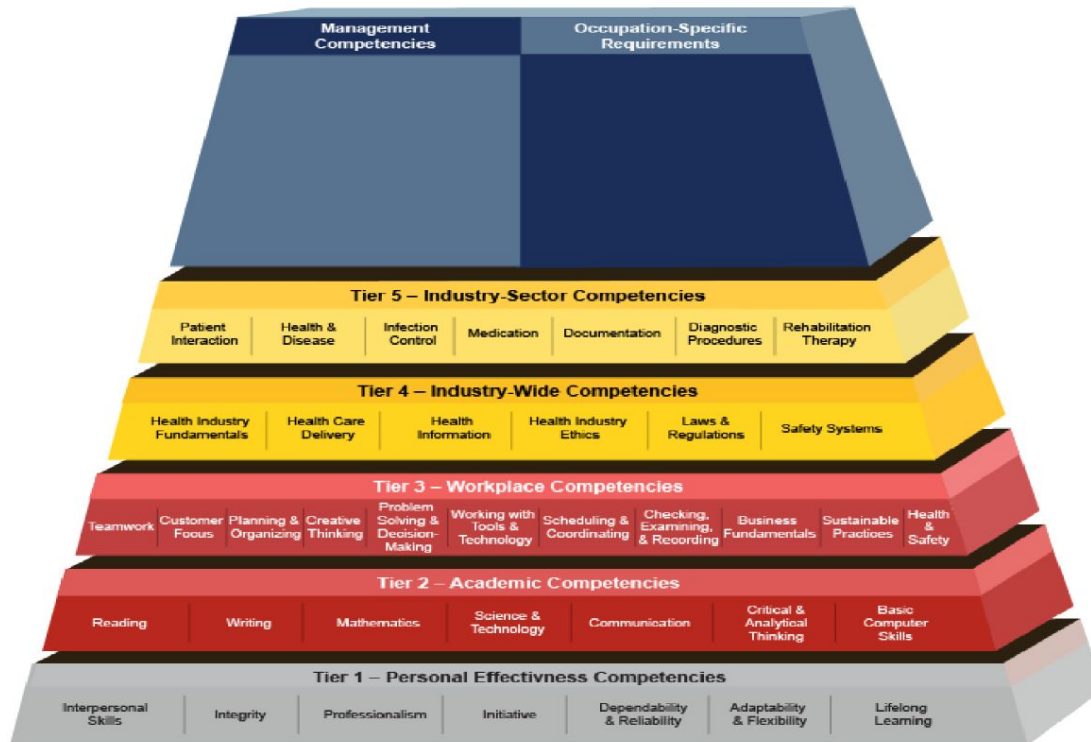 Management
Competencies
Occupation-Specific
Requirements
Tier 5 – Industry-Sector Competencies
Patient
Interaction
Health &
Disease
Infection
Control
Medication
Documentation
Diagnostic
Procedures
Rehabilitation
Therapy
Tier 4 – Industry-Wide Competencies
Health Industry
Fundamentals
Health Care
Delivery
Health
Information
Health Industry
Ethics
Laws &
Regulations
Safety Systems
Tier 3 – Workplace Competencies
Teamwork
Customer
Focus
Planning &
Organizing
Creative
Thinking
Problem
Solving &
Decision-
Making
Working with
Tools &
Technology
Scheduling &
Coordinating
Checking,
Examining,
& Recording
Business
Fundamentals
Sustainable
Practices
Health
&
Safety
Tier 2 – Academic Competencies
Reading
Writing
Mathematics
Science &
Technology
Communication
Critical &
Analytical
Thinking
Basic
Computer
Skills
Tier 1 – Personal Effectivness Competencies
Interpersonal
Skills
Integrity
Professionalism
Initiative
Dependability
& Reliability
Adaptability
& Flexibility
Lifelong
Learning